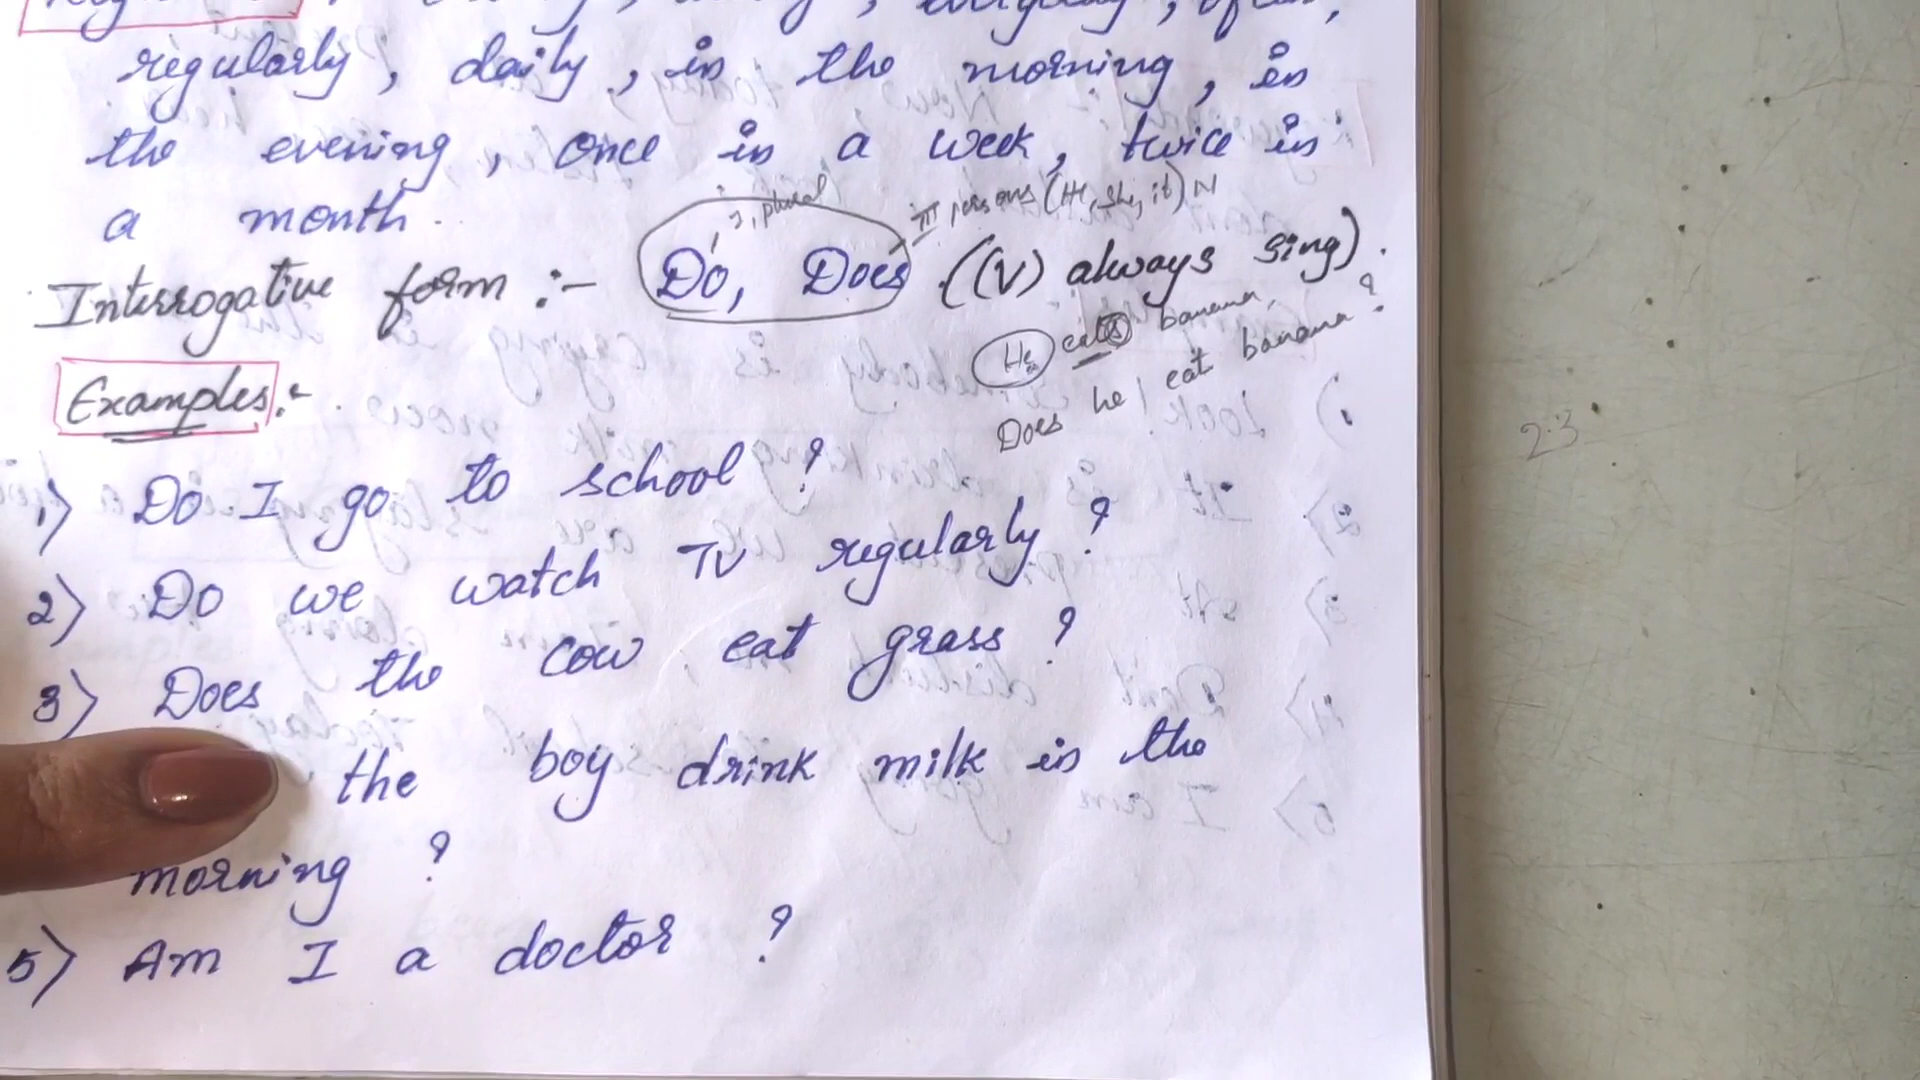 regularly, daily, in the morning, in
the evening, once in a week, twice in
a month.
I, plural
III persons (He, She, it) N
Interrogative form :- Do, Does ((V) always sing).
He eats banana.
Does he eat banana?
Examples:-
1) Do I go to school ?
2) Do we watch TV regularly ?
3) Does the cow eat grass ?
the boy drink milk in the
morning ?
5) Am I a doctor ?
23